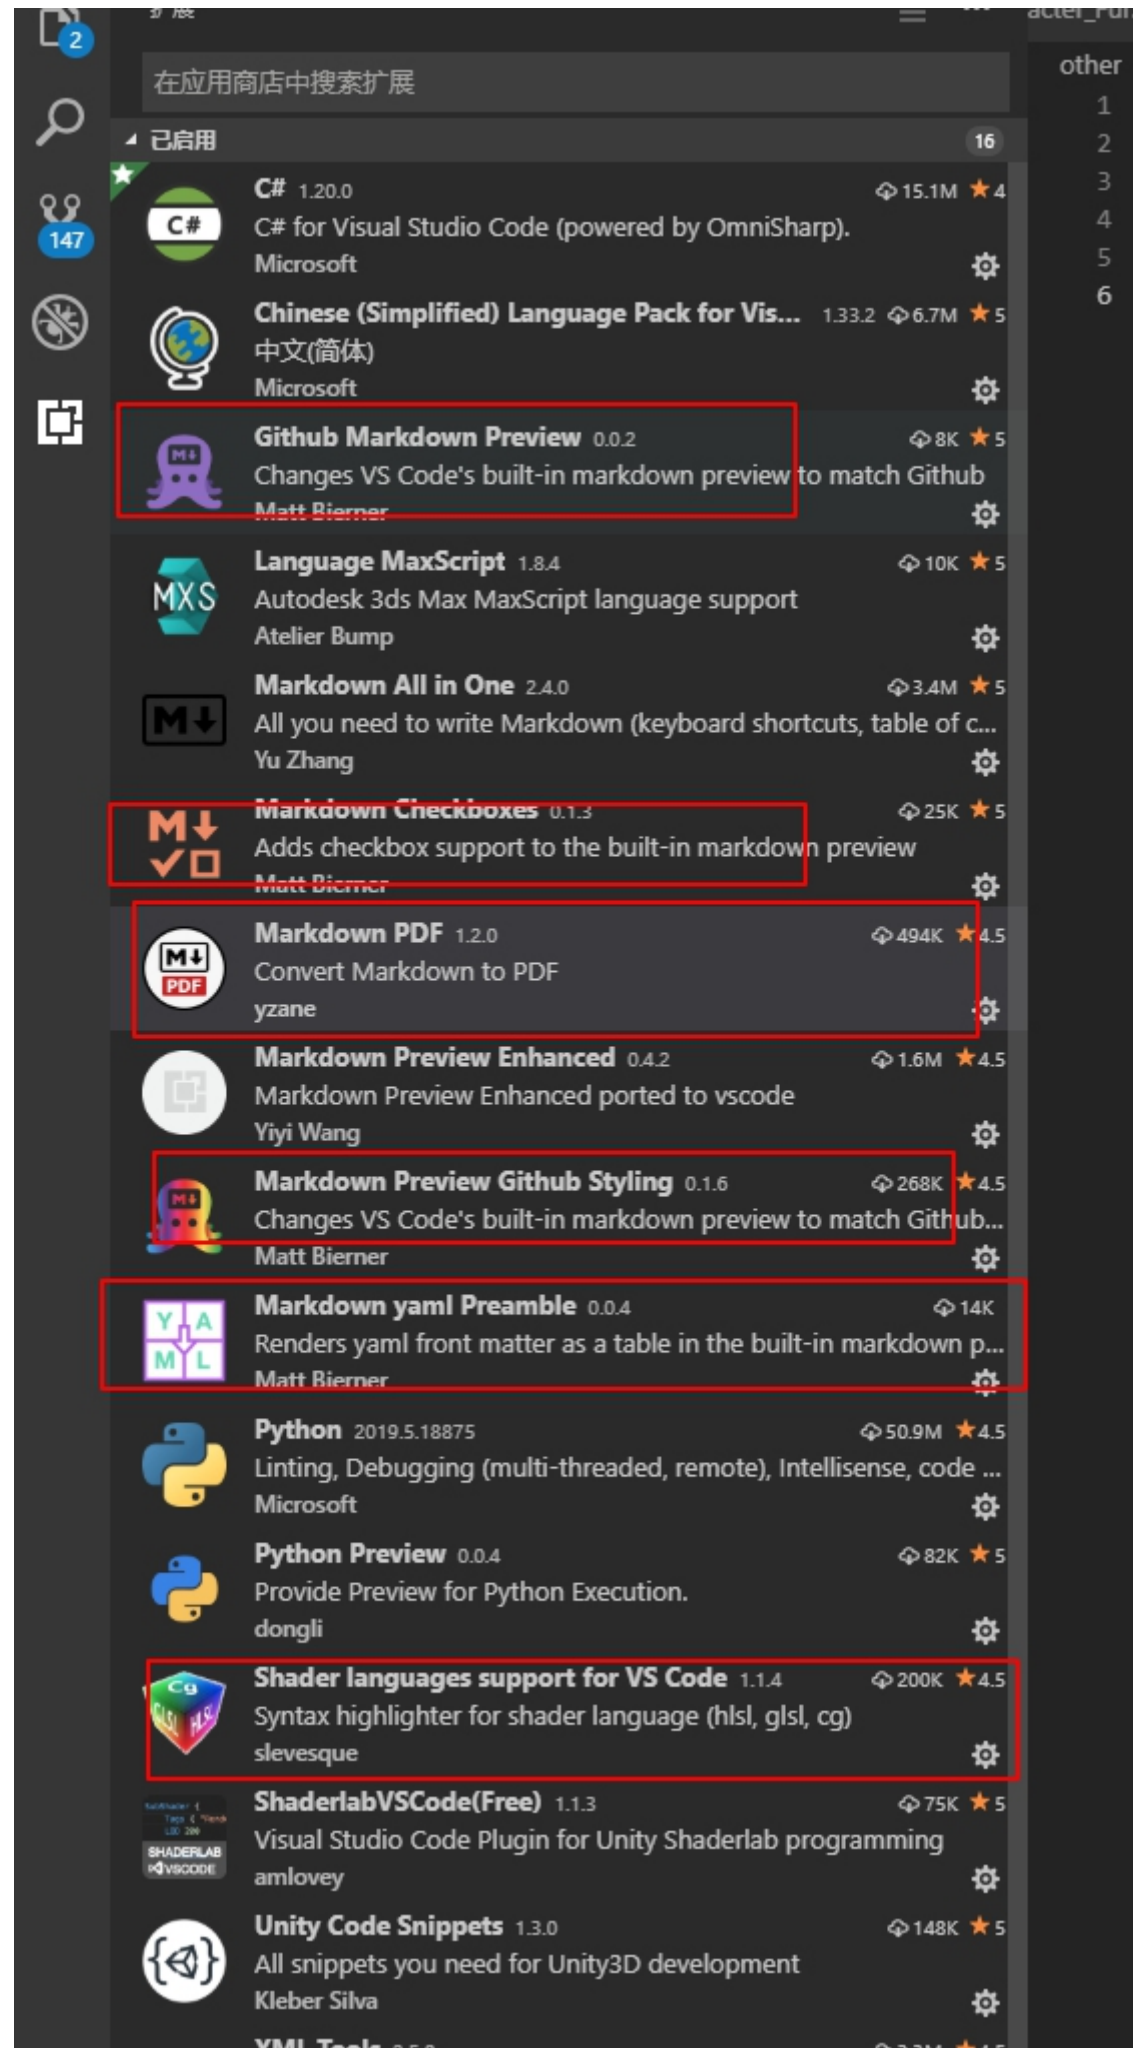 扩展
acter_Fur
2
在应用商店中搜索扩展
other
已启用 16
147
1
2
3
4
5
6
C# 1.20.0 15.1M 4
C#
C# for Visual Studio Code (powered by OmniSharp).
Microsoft
Chinese (Simplified) Language Pack for Vis... 1.33.2 6.7M 5
中文(简体)
Microsoft
Github Markdown Preview 0.0.2 8K 5
Changes VS Code's built-in markdown preview to match Github
Matt Bierner
Language MaxScript 1.8.4 10K 5
MXS
Autodesk 3ds Max MaxScript language support
Atelier Bump
Markdown All in One 2.4.0 3.4M 5
M
All you need to write Markdown (keyboard shortcuts, table of c...
Yu Zhang
Markdown Checkboxes 0.1.3 25K 5
M
Adds checkbox support to the built-in markdown preview
Matt Bierner
Markdown PDF 1.2.0 494K 4.5
M
PDF
Convert Markdown to PDF
yzane
Markdown Preview Enhanced 0.4.2 1.6M 4.5
Markdown Preview Enhanced ported to vscode
Yiyi Wang
Markdown Preview Github Styling 0.1.6 268K 4.5
Changes VS Code's built-in markdown preview to match Github...
Matt Bierner
Markdown yaml Preamble 0.0.4 14K
Y A
M L
Renders yaml front matter as a table in the built-in markdown p...
Matt Bierner
Python 2019.5.18875 50.9M 4.5
Linting, Debugging (multi-threaded, remote), Intellisense, code ...
Microsoft
Python Preview 0.0.4 82K 5
Provide Preview for Python Execution.
dongli
Shader languages support for VS Code 1.1.4 200K 4.5
Cg
GLSL HLSL
Syntax highlighter for shader language (hlsl, glsl, cg)
slevesque
ShaderlabVSCode(Free) 1.1.3 75K 5
SHADERLAB
VSCODE
Visual Studio Code Plugin for Unity Shaderlab programming
amlovey
Unity Code Snippets 1.3.0 148K 5
All snippets you need for Unity3D development
Kleber Silva
XML Tools